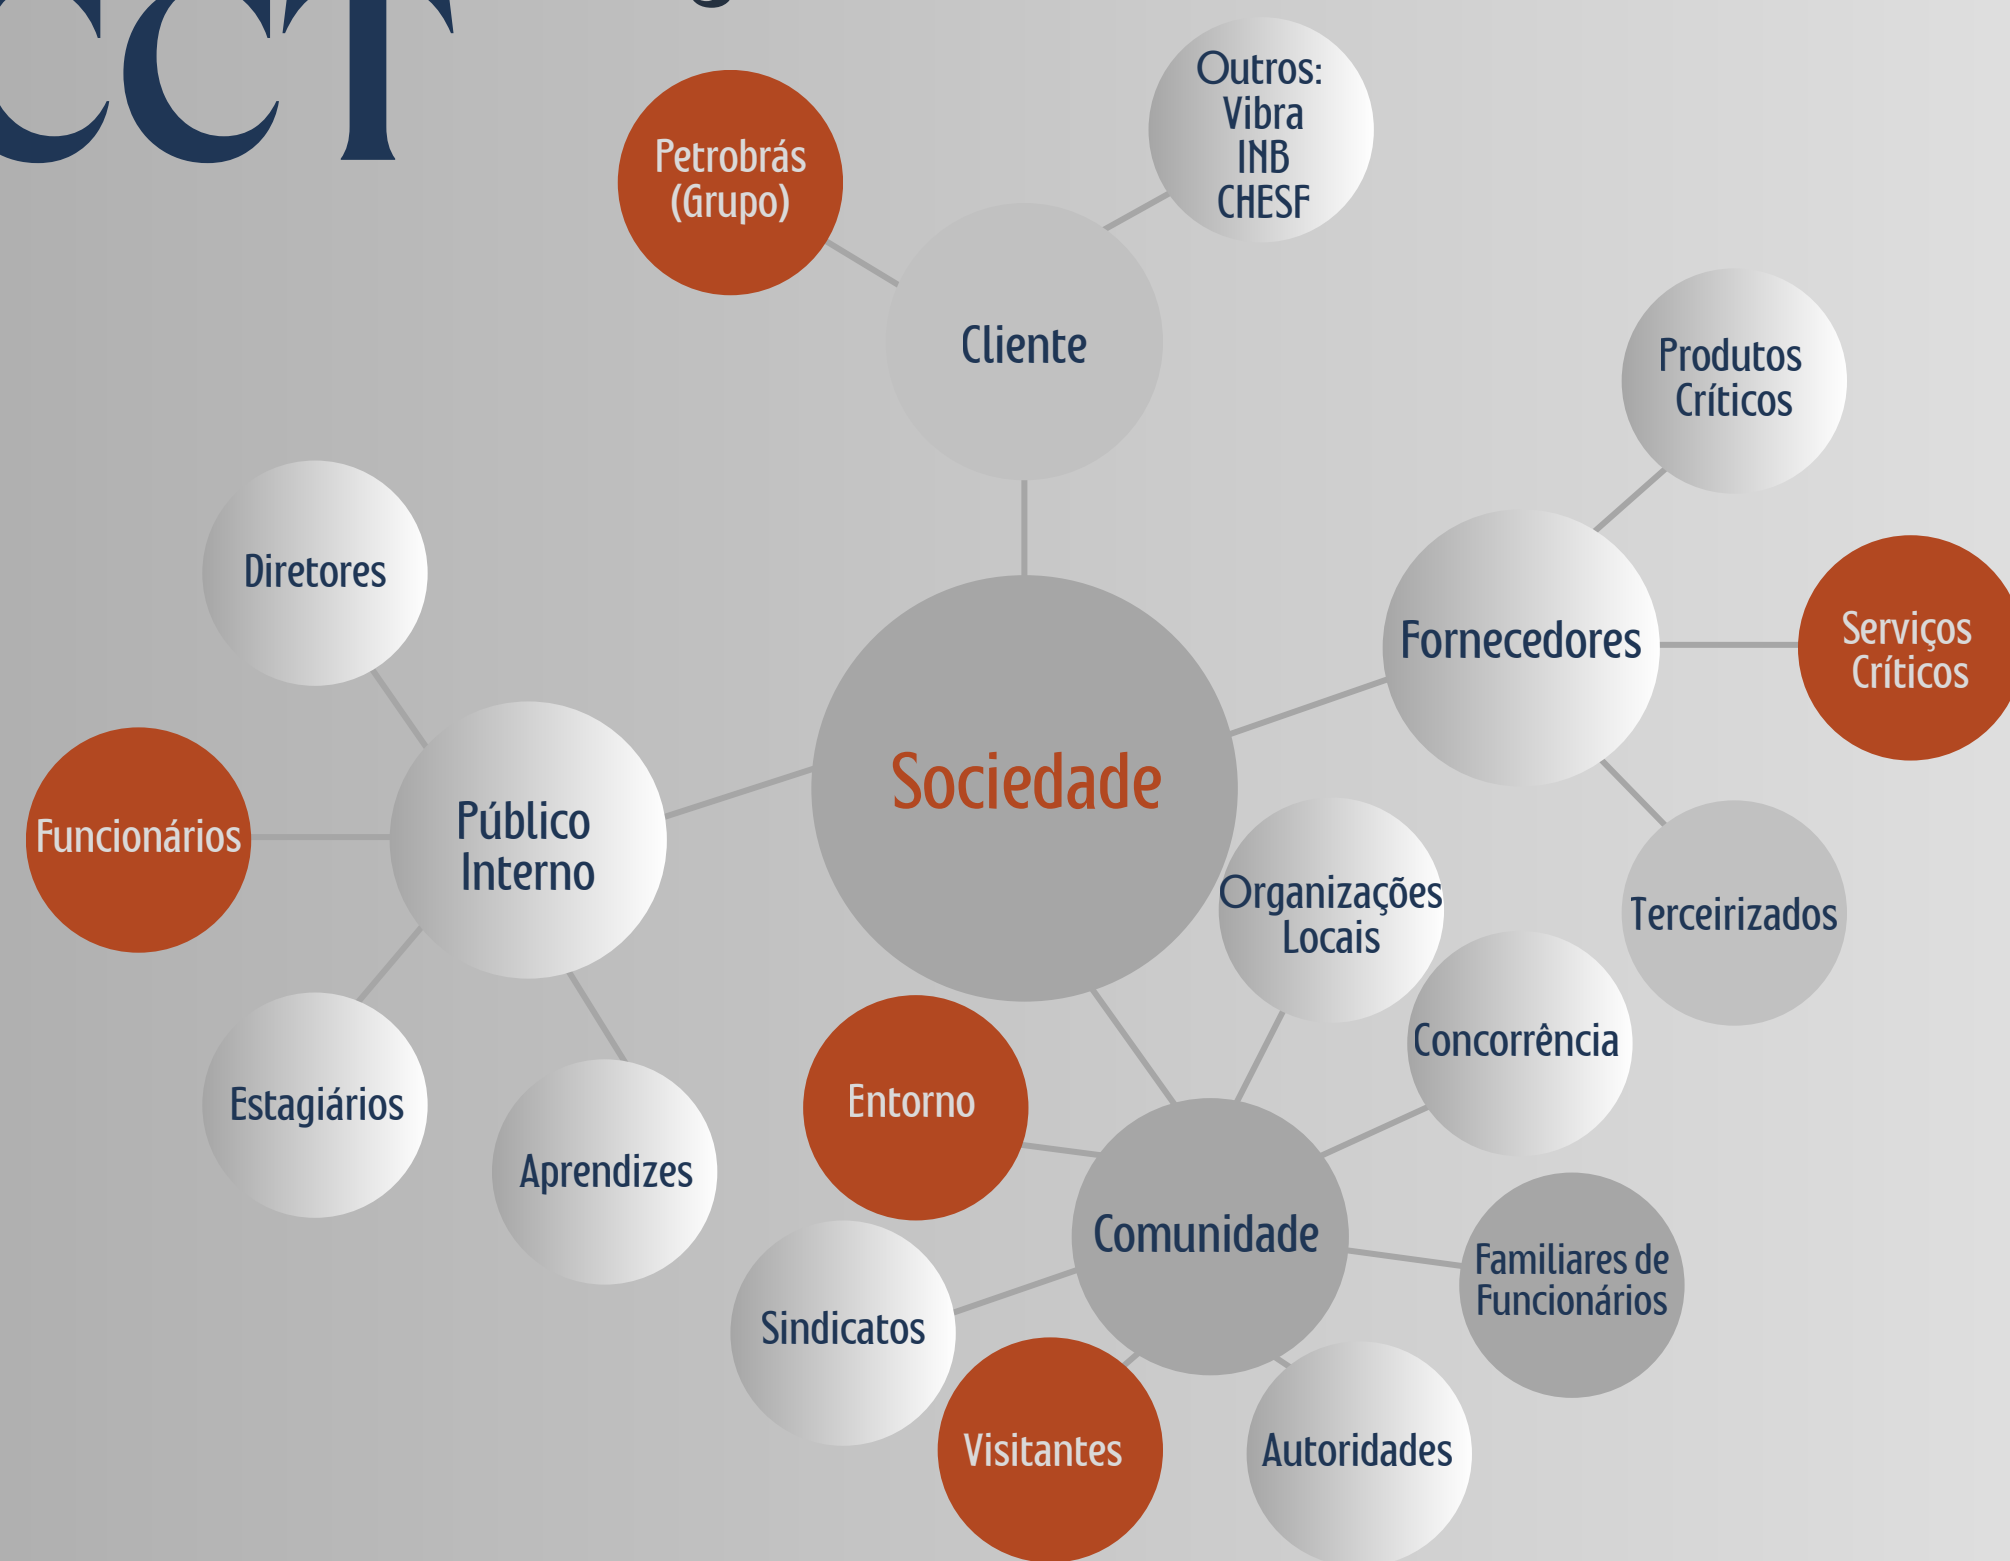 CCT
Outros:
Vibra
INB
CHESF
Petrobrás
(Grupo)
Cliente
Produtos
Críticos
Diretores
Fornecedores
Serviços
Críticos
Sociedade
Funcionários
Público
Interno
Organizações
Locais
Terceirizados
Concorrência
Entorno
Estagiários
Aprendizes
Comunidade
Familiares de
Funcionários
Sindicatos
Visitantes
Autoridades